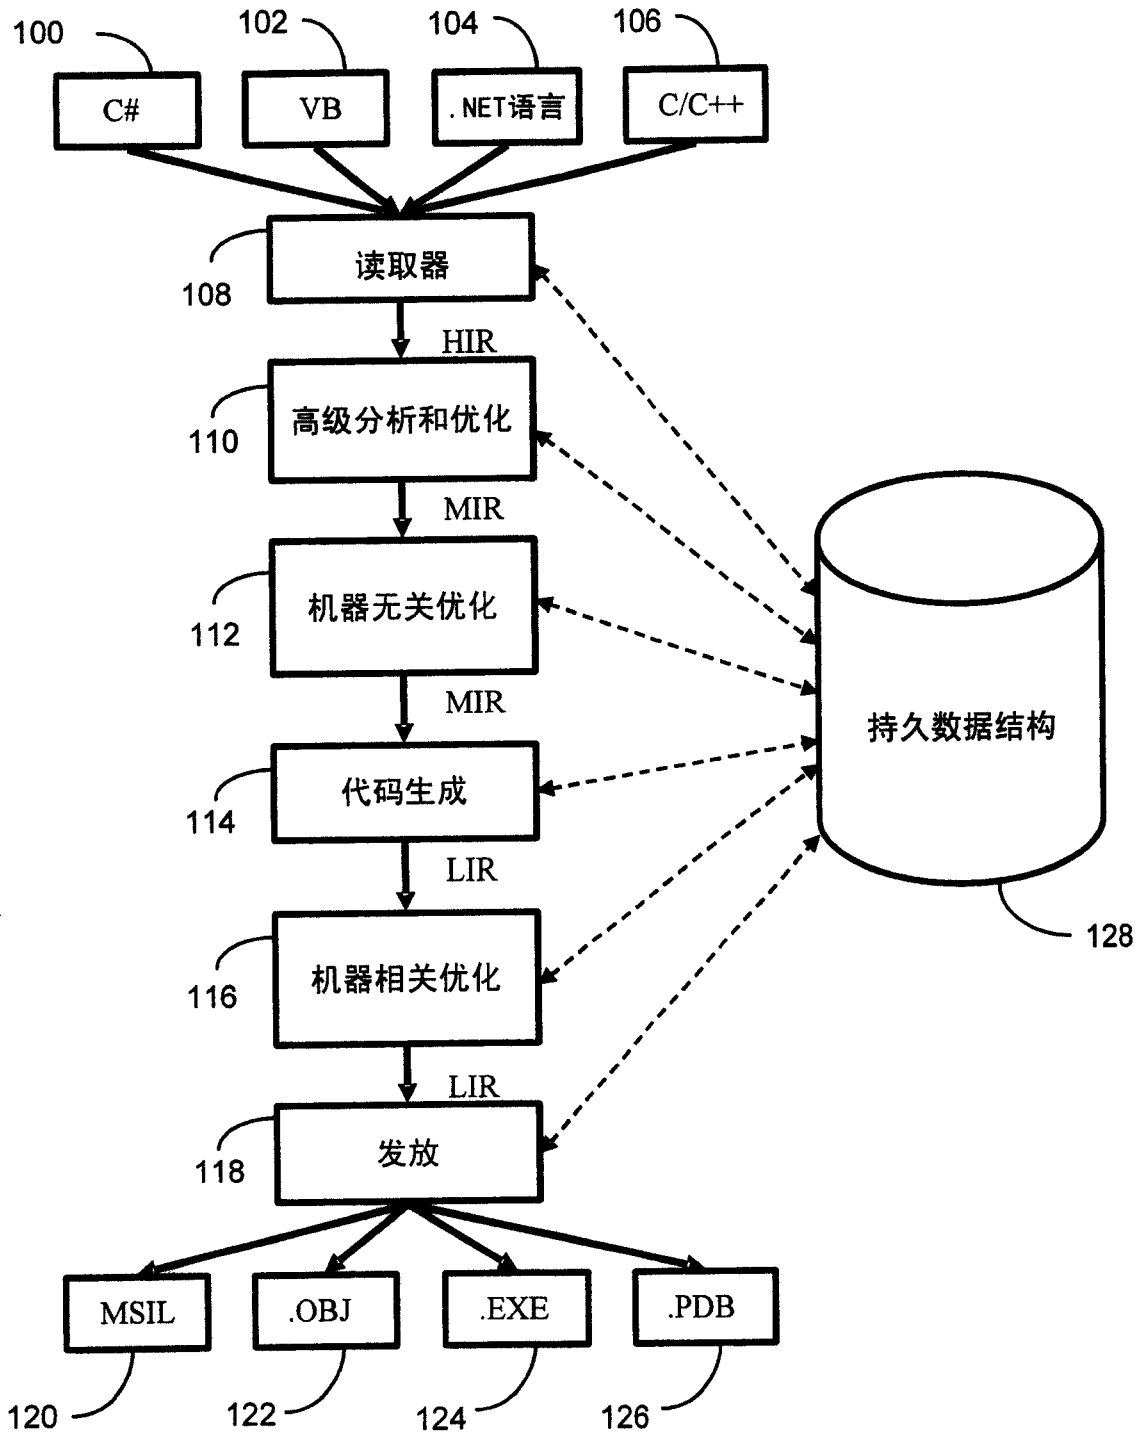 100
102
104
106
C#
VB
.NET语言
C/C++
读取器
108
HIR
高级分析和优化
110
MIR
机器无关优化
112
MIR
持久数据结构
代码生成
114
LIR
128
机器相关优化
116
LIR
发放
118
MSIL
.OBJ
.EXE
.PDB
120
122
124
126